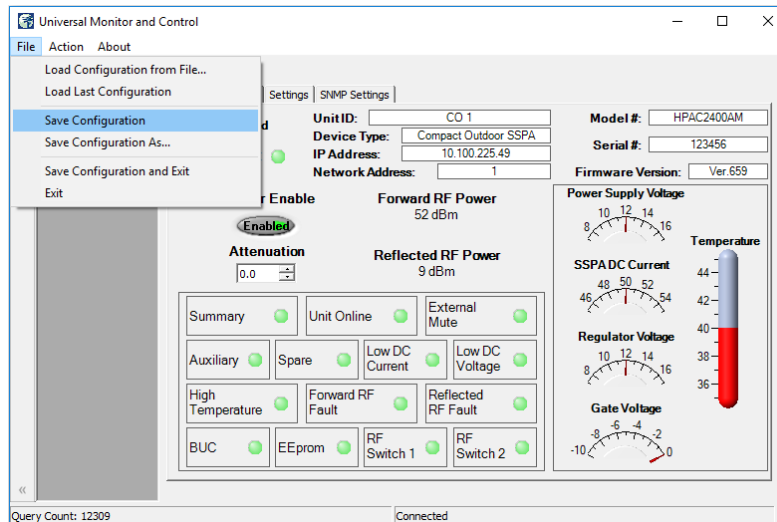 Universal Monitor and Control
File Action About
Load Configuration from File...
Load Last Configuration
Save Configuration
Save Configuration As...
Save Configuration and Exit
Exit
Settings SNMP Settings
Unit ID: CO 1
Device Type: Compact Outdoor SSPA
IP Address: 10.100.225.49
Network Address: 1
Model #: HPAC2400AM
Serial #: 123456
Firmware Version: Ver.659
Enable
Enabled
Attenuation
0.0
Forward RF Power
52 dBm
Reflected RF Power
9 dBm
Summary
Unit Online
External
Mute
Auxiliary
Spare
Low DC
Current
Low DC
Voltage
High
Temperature
Forward RF
Fault
Reflected
RF Fault
BUC
EEprom
RF
Switch 1
RF
Switch 2
Power Supply Voltage
8 10 12 14 16
SSPA DC Current
46 48 50 52 54
Regulator Voltage
8 10 12 14 16
Gate Voltage
-10 -8 -6 -4 -2 0
Temperature
44
42
40
38
36
«
Query Count: 12309
Connected